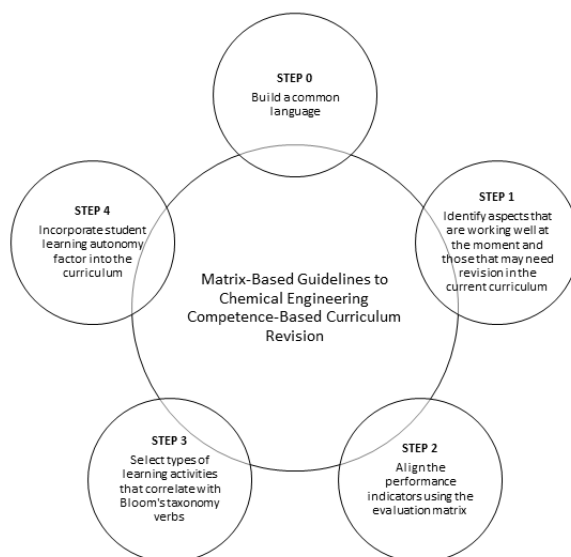 STEP 0
Build a common
language
STEP 1
Identify aspects that
are working well at
the moment and
those that may need
revision in the
current curriculum
STEP 2
Align the
performance
indicators using the
evaluation matrix
STEP 3
Select types of
learning activities
that correlate with
Bloom's taxonomy
verbs
STEP 4
Incorporate student
learning autonomy
factor into the
curriculum
Matrix-Based Guidelines to
Chemical Engineering
Competence-Based Curriculum
Revision